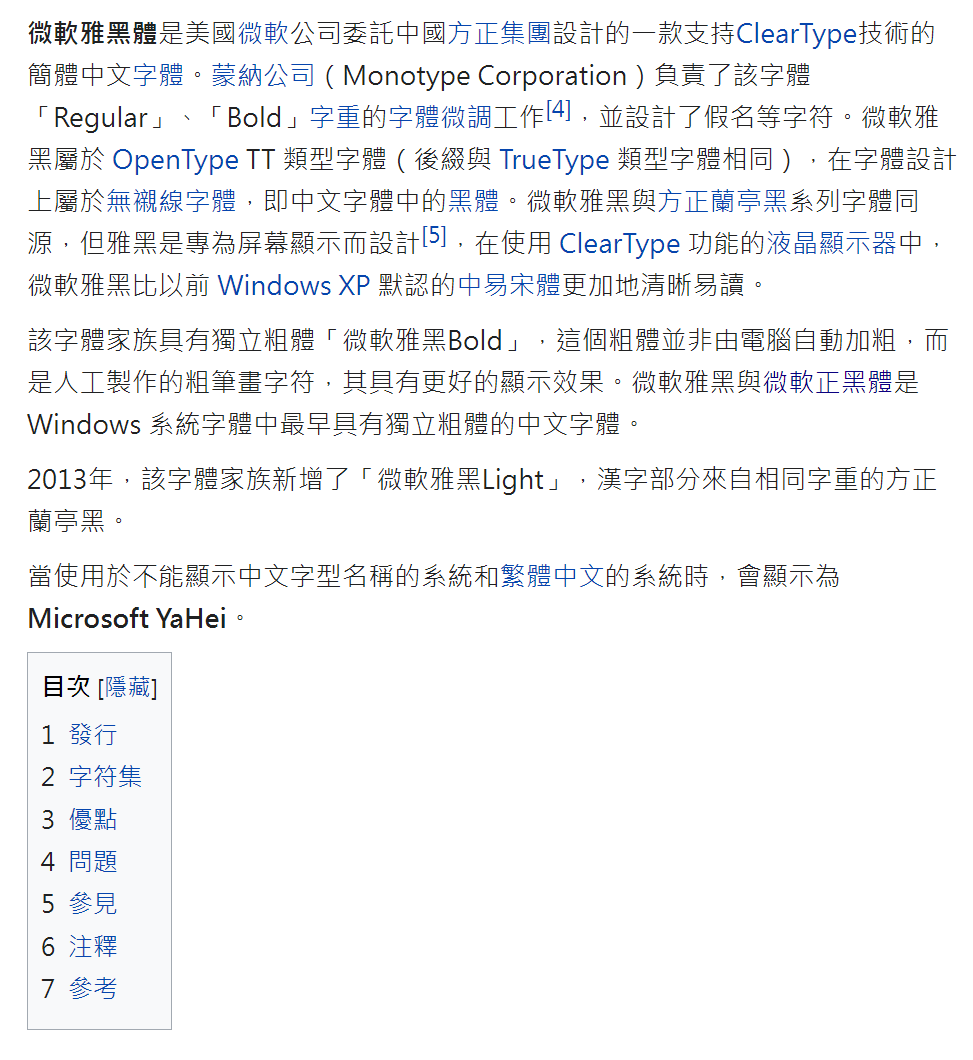 微軟雅黑體是美國微軟公司委託中國方正集團設計的一款支持ClearType技術的
簡體中文字體。蒙納公司（Monotype Corporation）負責了該字體
「Regular」、「Bold」字重的字體微調工作[4]，並設計了假名等字符。微軟雅
黑屬於 OpenType TT 類型字體（後綴與 TrueType 類型字體相同），在字體設計
上屬於無襯線字體，即中文字體中的黑體。微軟雅黑與方正蘭亭黑系列字體同
源，但雅黑是專為屏幕顯示而設計[5]，在使用 ClearType 功能的液晶顯示器中，
微軟雅黑比以前 Windows XP 默認的中易宋體更加地清晰易讀。
該字體家族具有獨立粗體「微軟雅黑Bold」，這個粗體並非由電腦自動加粗，而
是人工製作的粗筆畫字符，其具有更好的顯示效果。微軟雅黑與微軟正黑體是
Windows 系統字體中最早具有獨立粗體的中文字體。
2013年，該字體家族新增了「微軟雅黑Light」，漢字部分來自相同字重的方正
蘭亭黑。
當使用於不能顯示中文字型名稱的系統和繁體中文的系統時，會顯示為
Microsoft YaHei。
目次 [隱藏]
1 發行
2 字符集
3 優點
4 問題
5 參見
6 注釋
7 參考